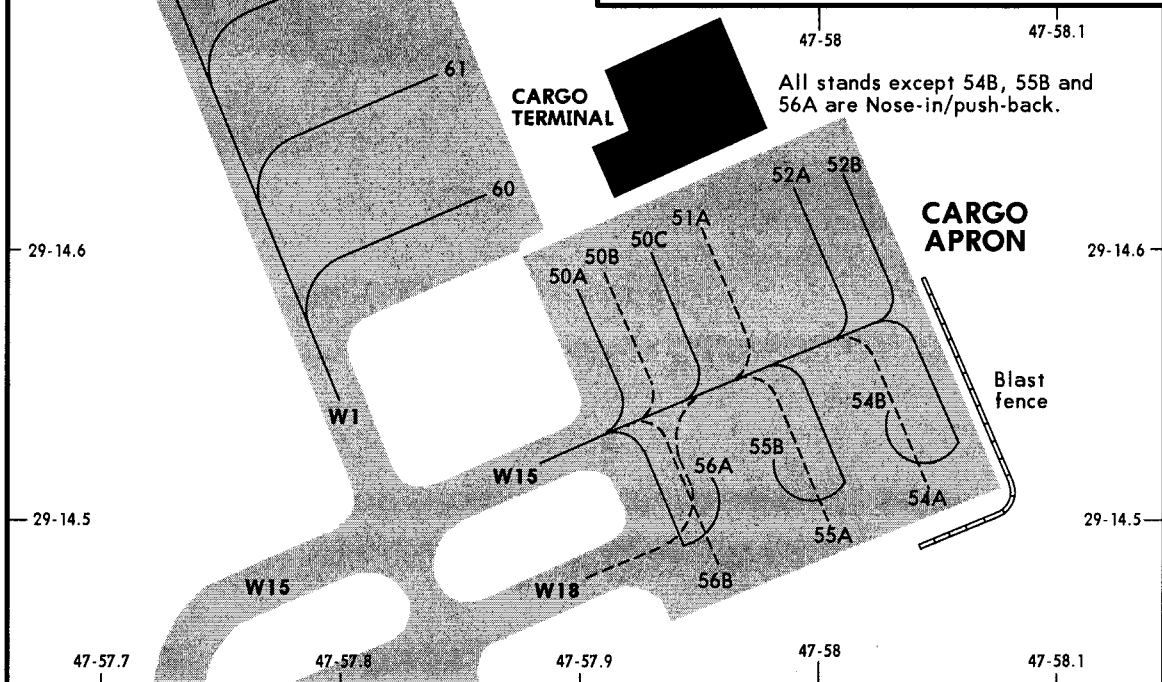 47-58
47-58.1
61
CARGO
TERMINAL
All stands except 54B, 55B and
56A are Nose-in/push-back.
52A
52B
60
51A
CARGO
APRON
50C
29-14.6
50B
29-14.6
50A
Blast
fence
54B
W1
55B
56A
W15
54A
29-14.5
29-14.5
55A
56B
W15
W18
47-57.7
47-57.8
47-57.9
47-58
47-58.1